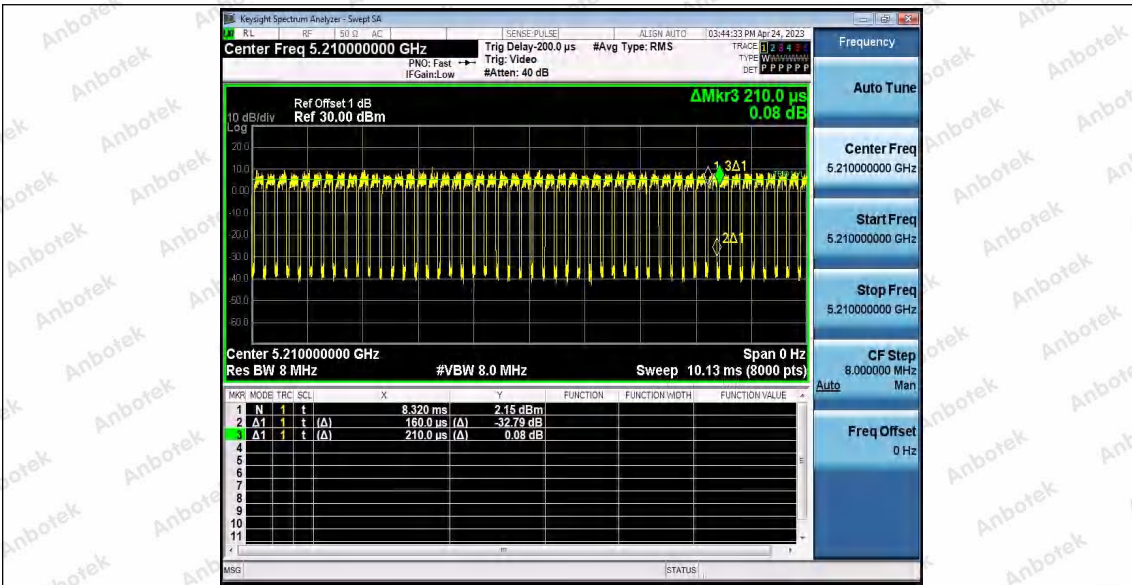 Keysight Spectrum Analyzer - Swept SA
RL RF 50 Ω AC SENSE:PULSE ALIGN AUTO 03:44:33 PM Apr 24, 2023
Center Freq 5.210000000 GHz
PNO: Fast
IFGain:Low
Trig Delay-200.0 µs #Avg Type: RMS
Trig: Video
#Atten: 40 dB
TRACE 1 2 3 4 5 6
TYPE
DET P P P P P P
Frequency
Auto Tune
Center Freq
5.210000000 GHz
Start Freq
5.210000000 GHz
Stop Freq
5.210000000 GHz
CF Step
8.000000 MHz
Auto Man
Freq Offset
0 Hz
ΔMkr3 210.0 µs
0.08 dB
Ref Offset 1 dB
10 dB/div Ref 30.00 dBm
Log
20.0
10.0
0.00
-10.0
-20.0
-30.0
-40.0
-50.0
-60.0
1 3Δ1
2Δ1
Center 5.210000000 GHz Span 0 Hz
Res BW 8 MHz #VBW 8.0 MHz Sweep 10.13 ms (8000 pts)
MKR MODE TRC SCL X Y FUNCTION FUNCTION WIDTH FUNCTION VALUE
1 N 1 t 8.320 ms 2.15 dBm
2 Δ1 1 t (Δ) 160.0 µs (Δ) -32.79 dB
3 Δ1 1 t (Δ) 210.0 µs (Δ) 0.08 dB
4
5
6
7
8
9
10
11
MSG STATUS
Anbotek